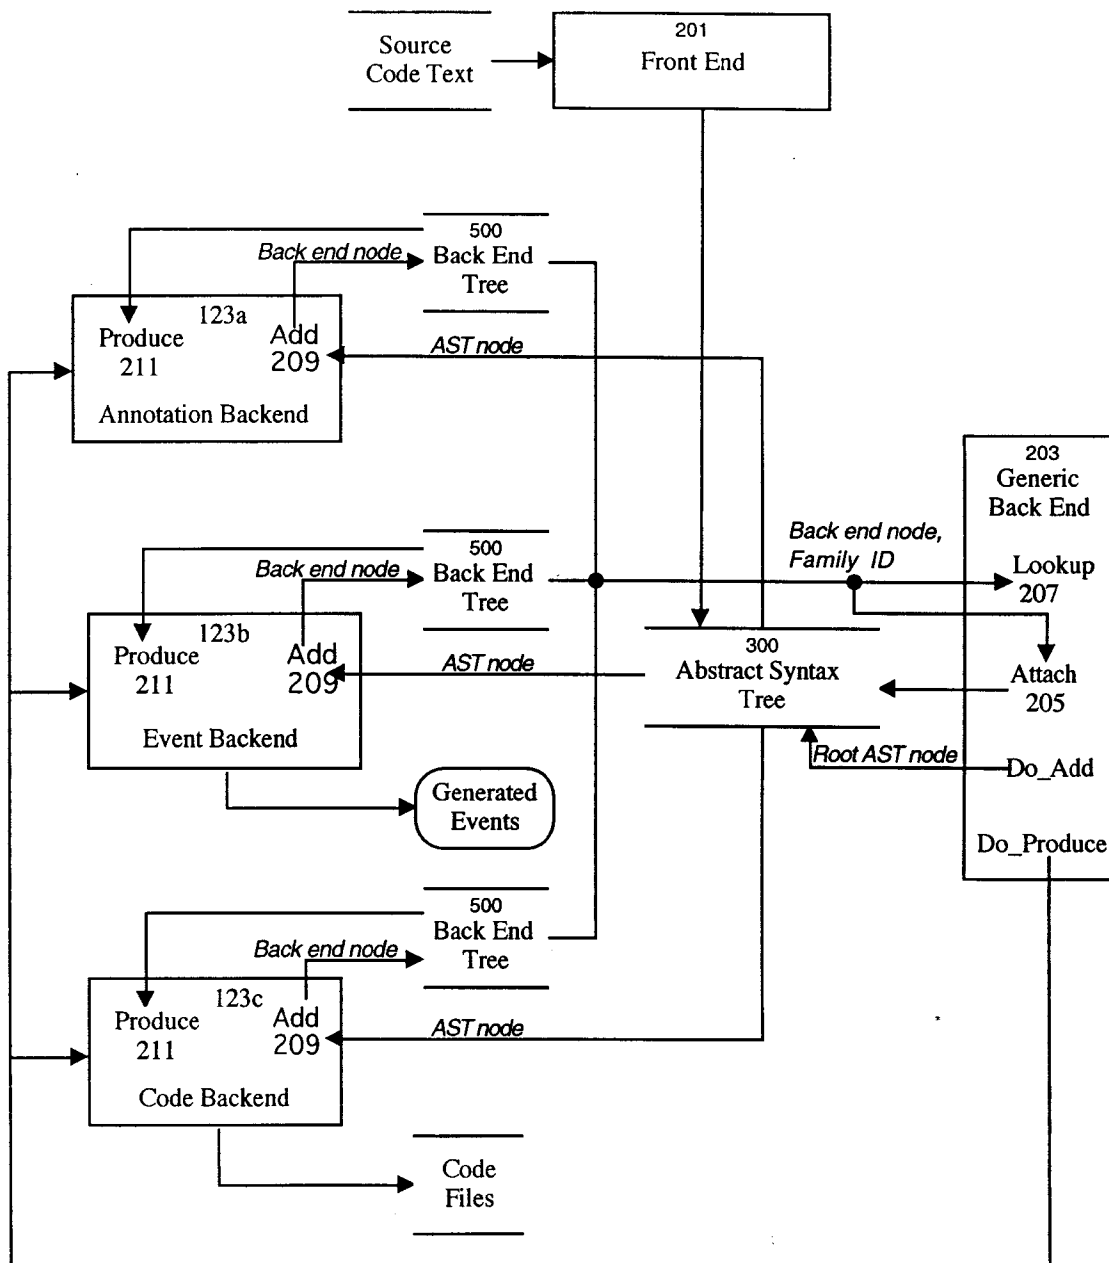 Source
Code Text
201
Front End
500
Back End
Tree
Back end node
123a
Produce
211
Add
209
Annotation Backend
AST node
203
Generic
Back End
Back end node,
Family ID
Lookup
207
500
Back End
Tree
Back end node
123b
Produce
211
Add
209
Event Backend
AST node
300
Abstract Syntax
Tree
Attach
205
Root AST node
Do_Add
Generated
Events
Do_Produce
500
Back End
Tree
Back end node
123c
Produce
211
Add
209
Code Backend
AST node
Code
Files